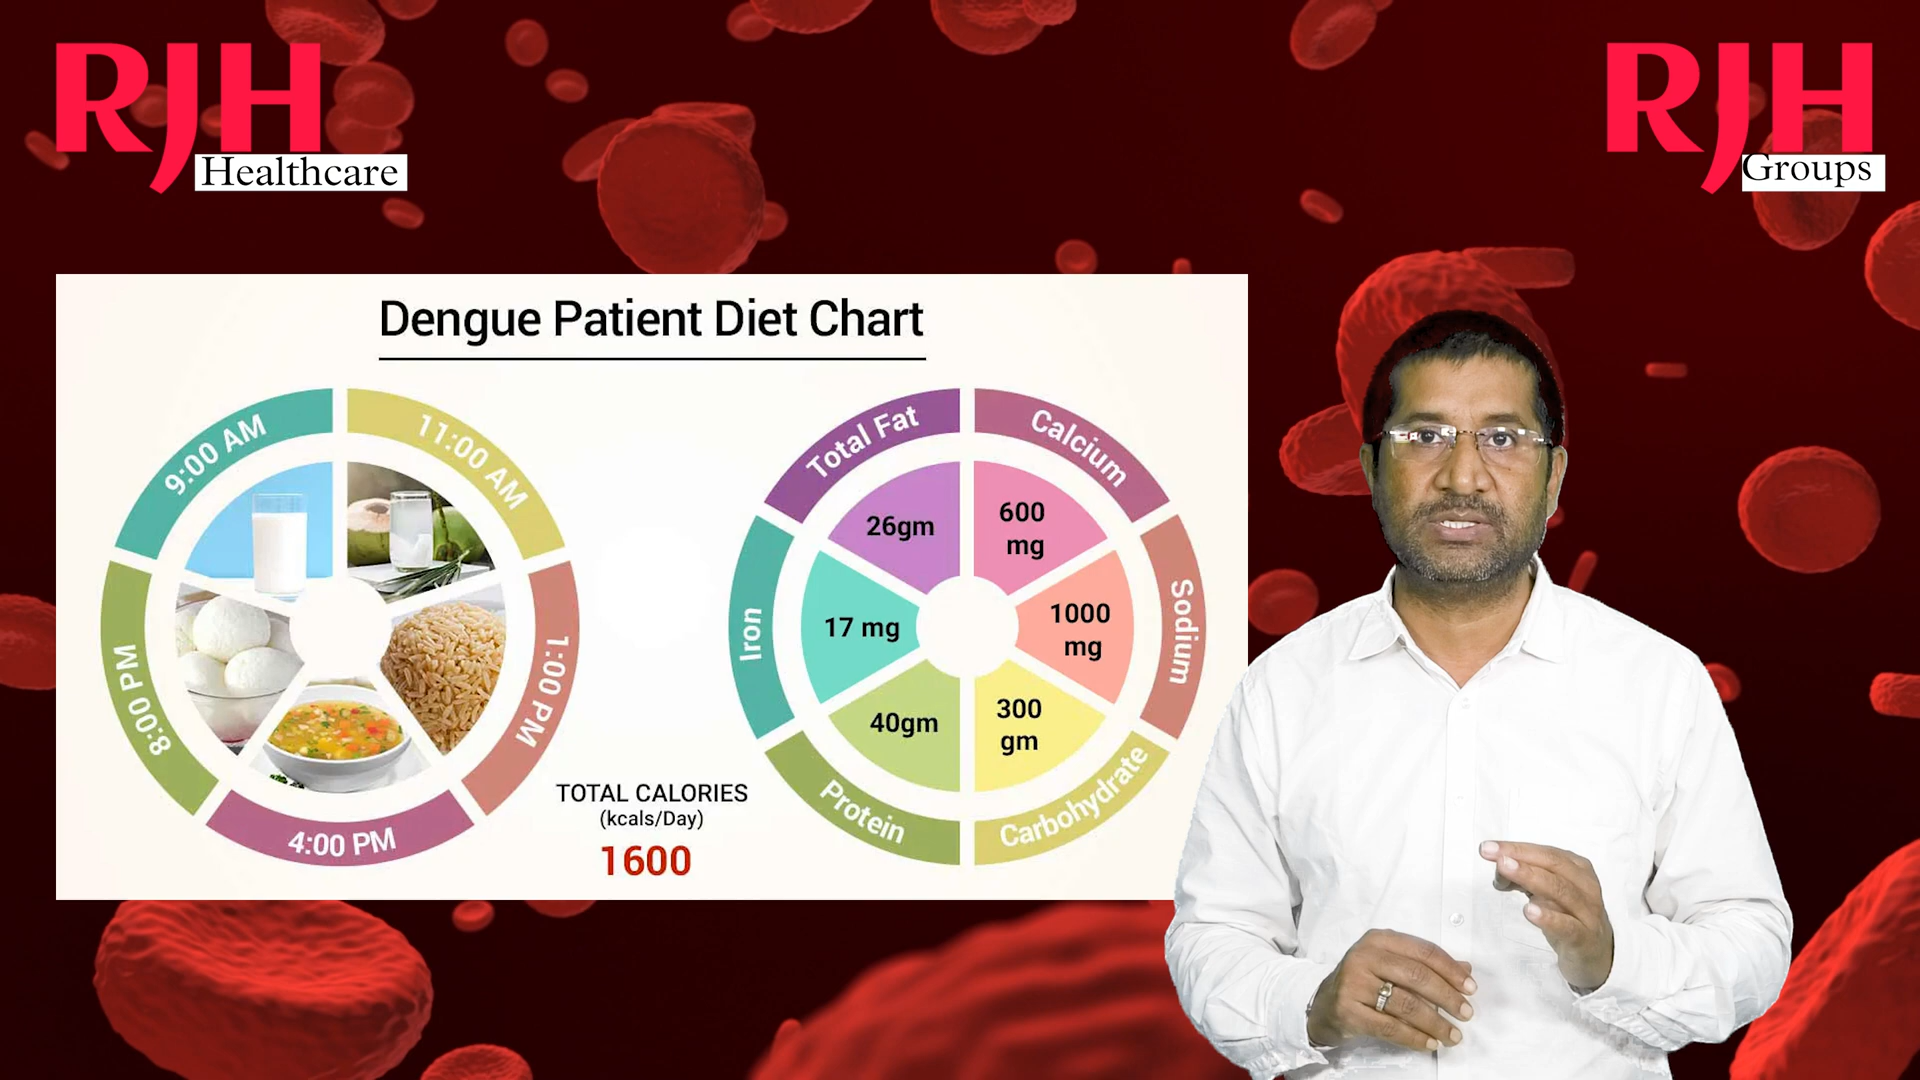 RJH
Healthcare
RJH
Groups
Dengue Patient Diet Chart
9:00 AM
11:00 AM
1:00 PM
4:00 PM
8:00 PM
TOTAL CALORIES
(kcals/Day)
1600
Total Fat
26gm
Calcium
600
mg
Sodium
1000
mg
Carbohydrate
300
gm
Protein
40gm
Iron
17 mg